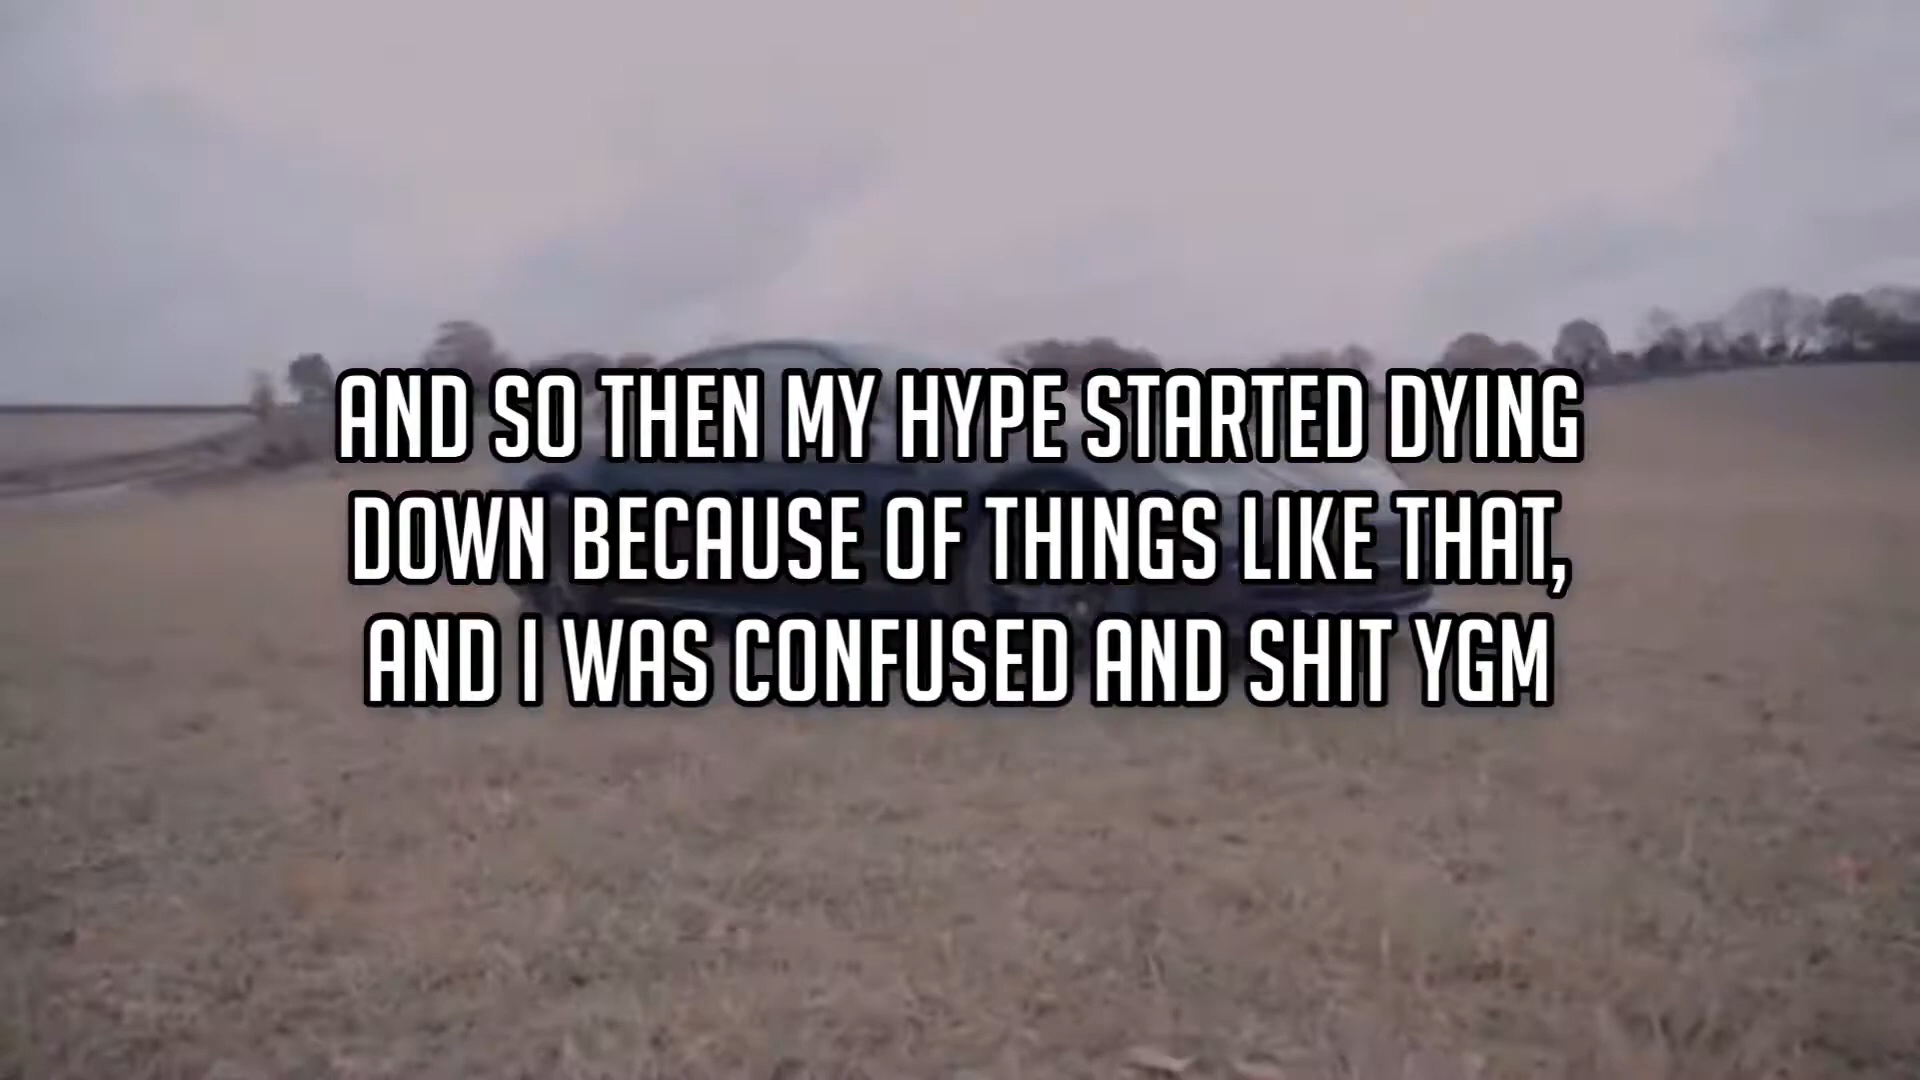 AND SO THEN MY HYPE STARTED DYING
DOWN BECAUSE OF THINGS LIKE THAT,
AND I WAS CONFUSED AND SHIT YGM